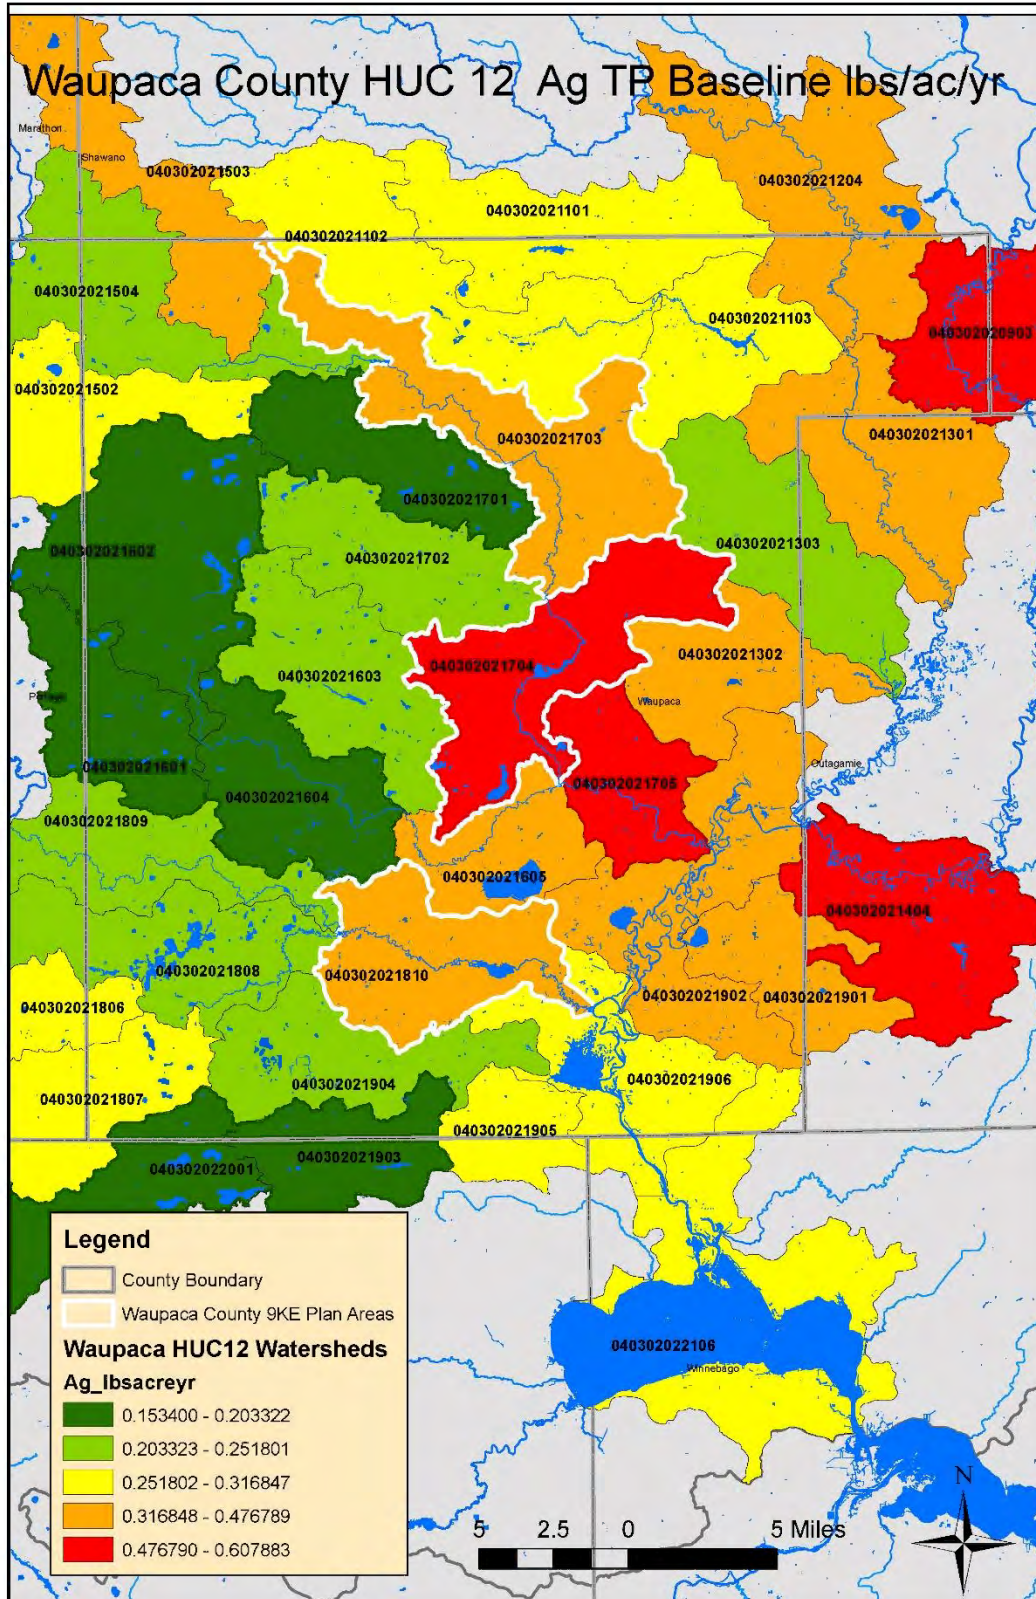 Waupaca County HUC 12 Ag TP Baseline lbs/ac/yr
Marathon
Shawano
040302021503
040302021204
040302021101
040302021102
040302021504
040302021103
040302020903
040302021502
040302021703
040302021301
040302021701
040302021303
040302021602
040302021702
040302021302
040302021704
040302021603
Portage
Waupaca
040302021601
040302021705
Outagamie
040302021604
040302021809
040302021605
040302021404
040302021808
040302021810
040302021806
040302021902
040302021901
040302021904
040302021906
040302021807
040302021905
040302022001
040302021903
040302022106
Winnebago
Legend
County Boundary
Waupaca County 9KE Plan Areas
Waupaca HUC12 Watersheds
Ag_lbsacreyr
0.153400 - 0.203322
0.203323 - 0.251801
0.251802 - 0.316847
0.316848 - 0.476789
0.476790 - 0.607883
N
5 2.5 0 5 Miles